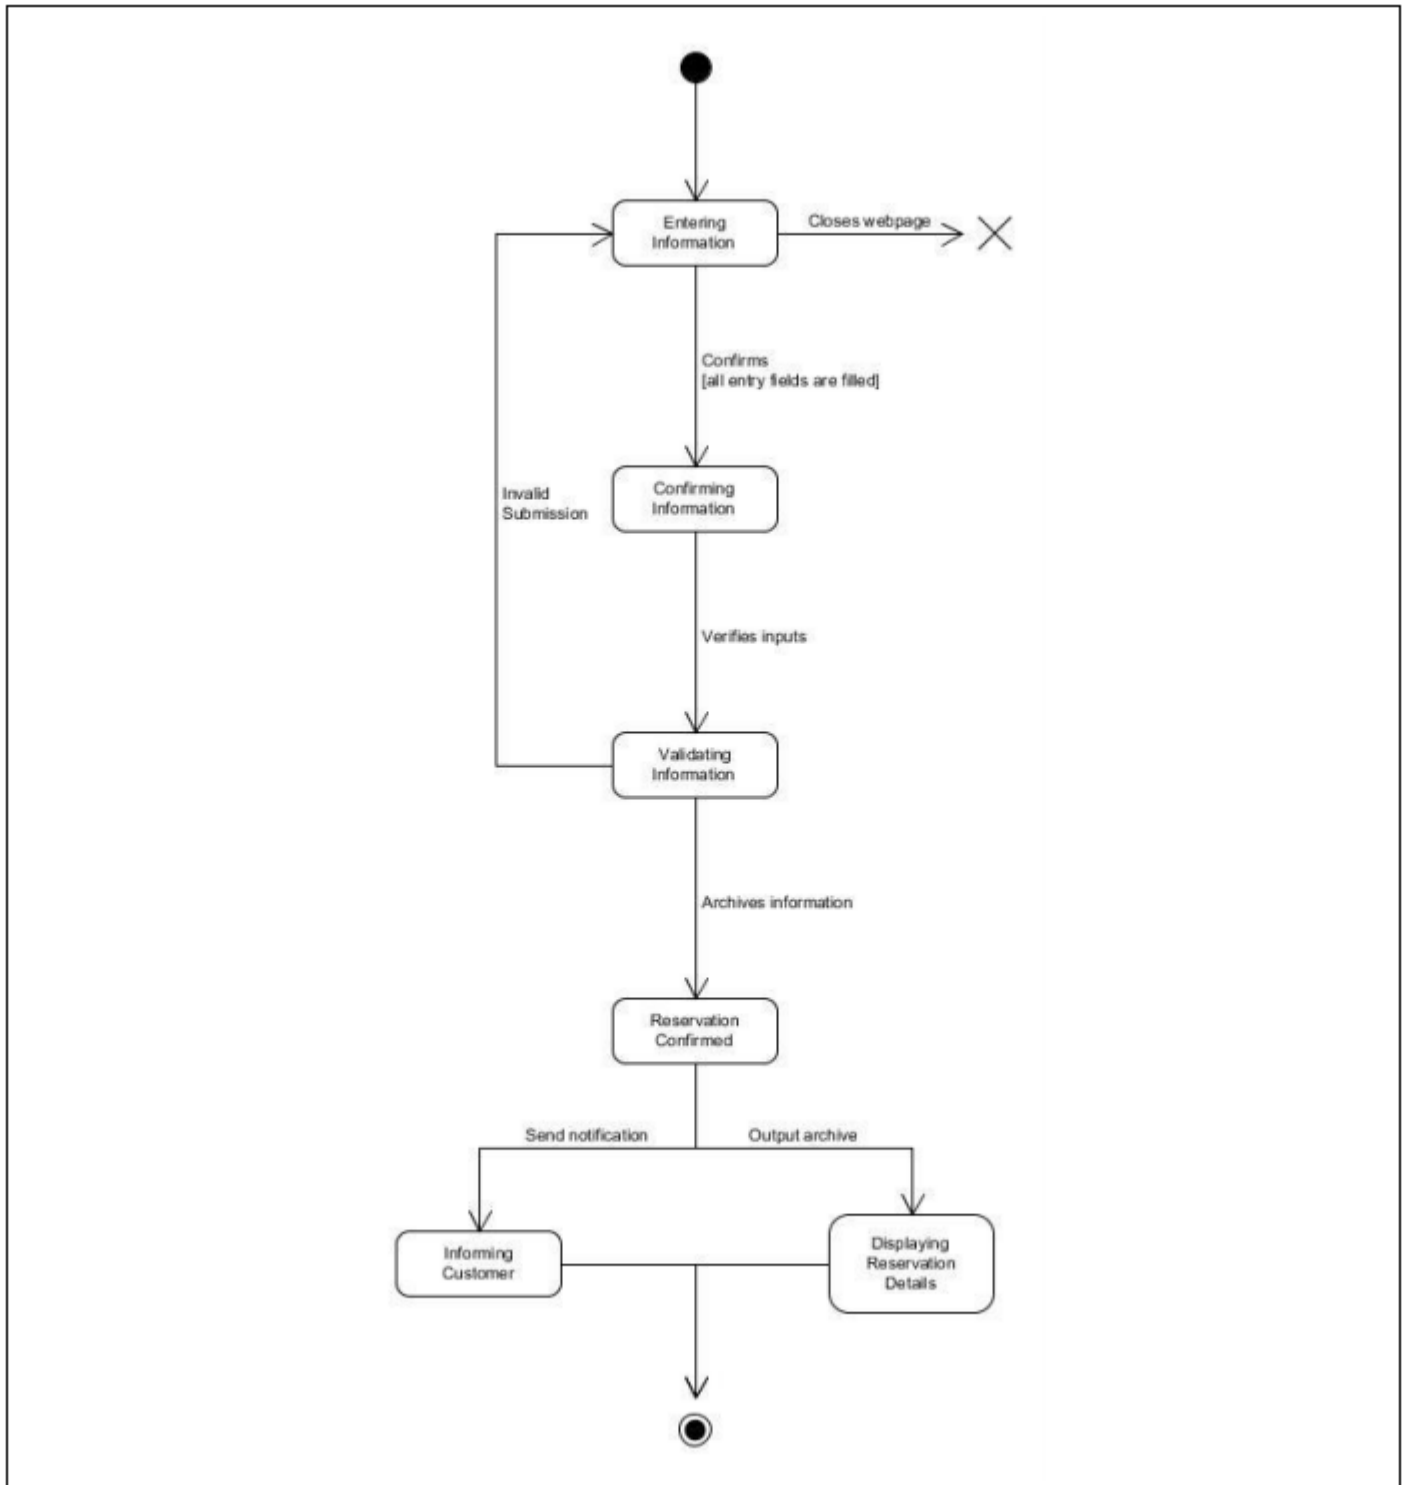 Entering
Information
Closes webpage
Confirms
[all entry fields are filled]
Invalid
Submission
Confirming
Information
Verifies inputs
Validating
Information
Archives information
Reservation
Confirmed
Send notification
Output archive
Informing
Customer
Displaying
Reservation
Details